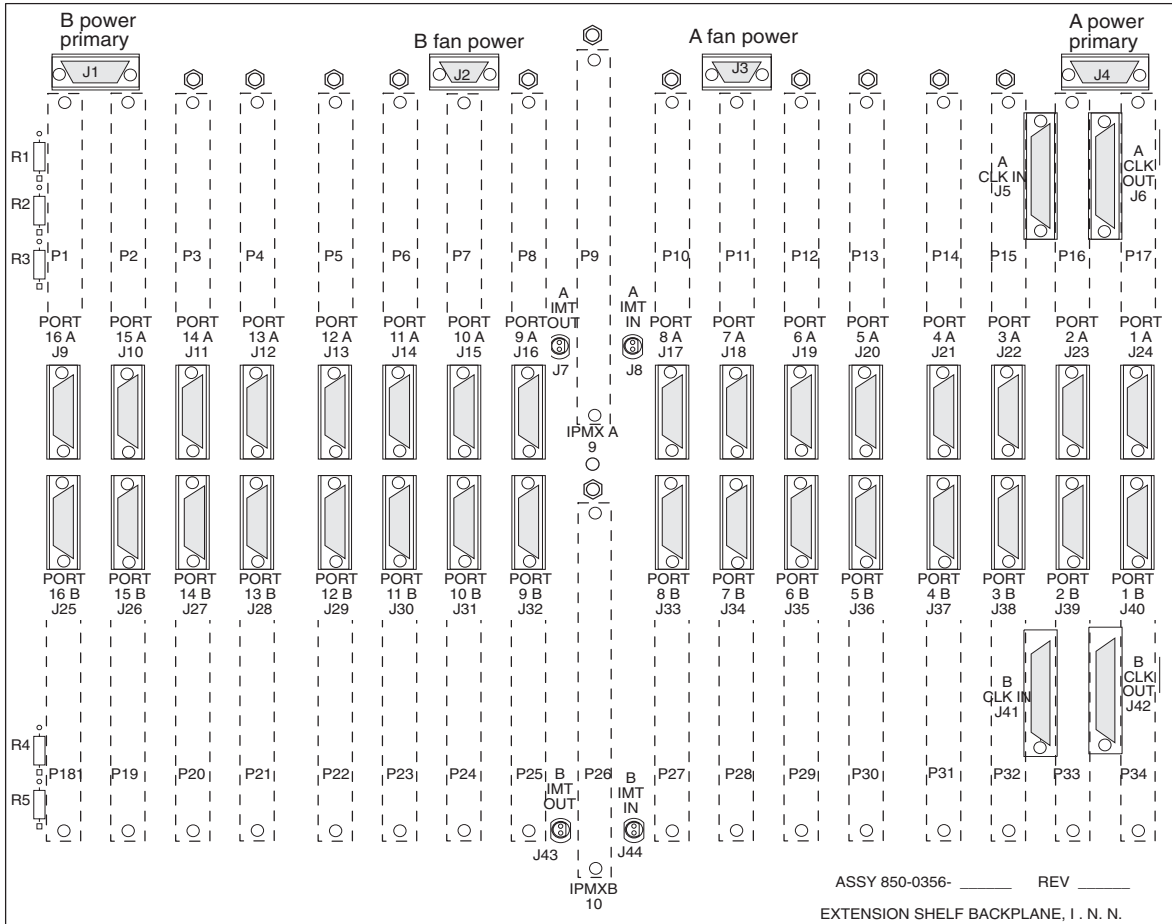 B power
primary
B fan power
A fan power
A power
primary
J1
J2
J3
J4
R1
R2
R3
A
CLK IN
J5
A
CLK
OUT
J6
P1
P2
P3
P4
P5
P6
P7
P8
P9
P10
P11
P12
P13
P14
P15
P16
P17
A
IMT
OUT
J7
A
IMT
IN
J8
PORT
16 A
J9
PORT
15 A
J10
PORT
14 A
J11
PORT
13 A
J12
PORT
12 A
J13
PORT
11 A
J14
PORT
10 A
J15
PORT
9 A
J16
PORT
8 A
J17
PORT
7 A
J18
PORT
6 A
J19
PORT
5 A
J20
PORT
4 A
J21
PORT
3 A
J22
PORT
2 A
J23
PORT
1 A
J24
IPMX A
9
PORT
16 B
J25
PORT
15 B
J26
PORT
14 B
J27
PORT
13 B
J28
PORT
12 B
J29
PORT
11 B
J30
PORT
10 B
J31
PORT
9 B
J32
PORT
8 B
J33
PORT
7 B
J34
PORT
6 B
J35
PORT
5 B
J36
PORT
4 B
J37
PORT
3 B
J38
PORT
2 B
J39
PORT
1 B
J40
B
CLK IN
J41
B
CLK
OUT
J42
R4
R5
P18
P19
P20
P21
P22
P23
P24
P25
P26
P27
P28
P29
P30
P31
P32
P33
P34
B
IMT
OUT
J43
B
IMT
IN
J44
IPMXB
10
ASSY 850-0356- ______ REV ______
EXTENSION SHELF BACKPLANE, I . N. N.